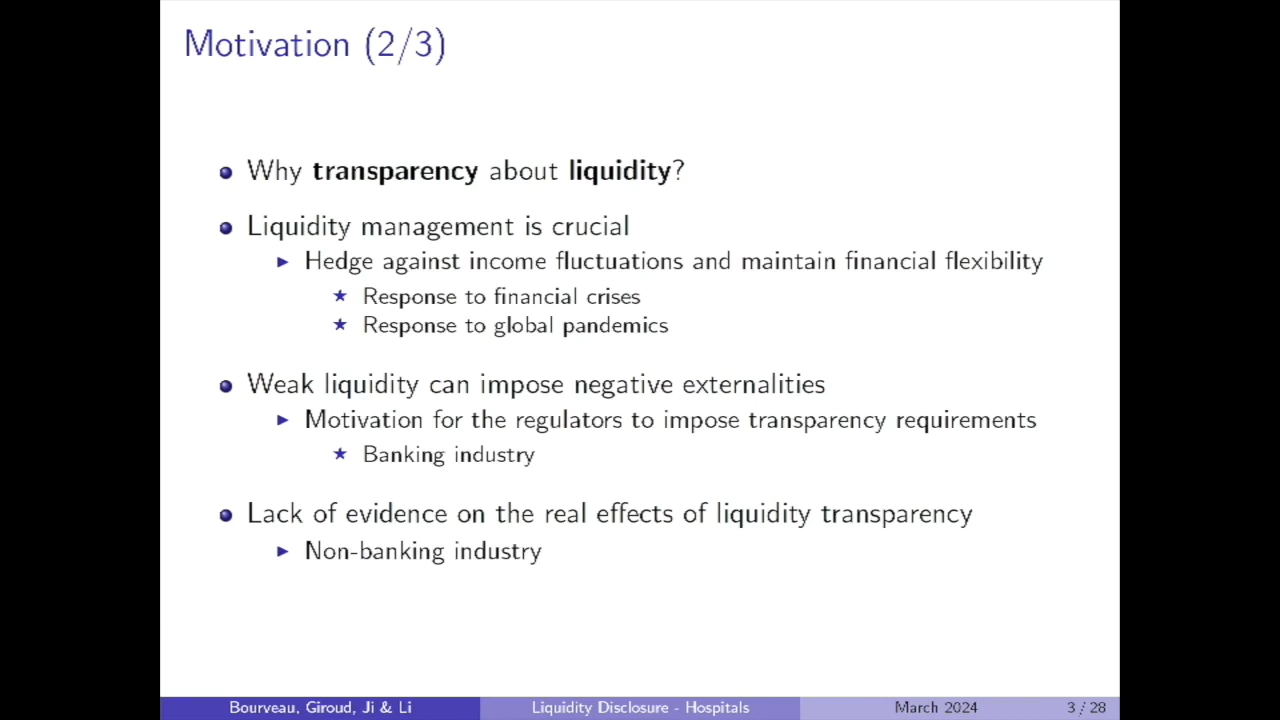 Motivation (2/3)
Why transparency about liquidity?
Liquidity management is crucial
Hedge against income fluctuations and maintain financial flexibility
Response to financial crises
Response to global pandemics
Weak liquidity can impose negative externalities
Motivation for the regulators to impose transparency requirements
Banking industry
Lack of evidence on the real effects of liquidity transparency
Non-banking industry
Bourveau, Giroud, Ji & Li Liquidity Disclosure - Hospitals March 2024 3 / 28